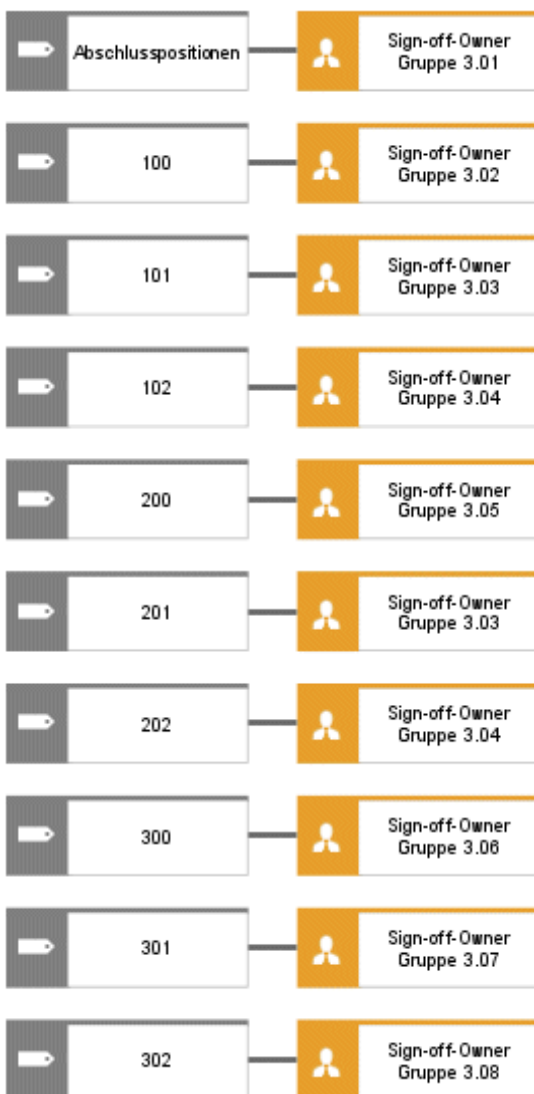 Abschlusspositionen
Sign-off-Owner
Gruppe 3.01
100
Sign-off-Owner
Gruppe 3.02
101
Sign-off-Owner
Gruppe 3.03
102
Sign-off-Owner
Gruppe 3.04
200
Sign-off-Owner
Gruppe 3.05
201
Sign-off-Owner
Gruppe 3.03
202
Sign-off-Owner
Gruppe 3.04
300
Sign-off-Owner
Gruppe 3.06
301
Sign-off-Owner
Gruppe 3.07
302
Sign-off-Owner
Gruppe 3.08